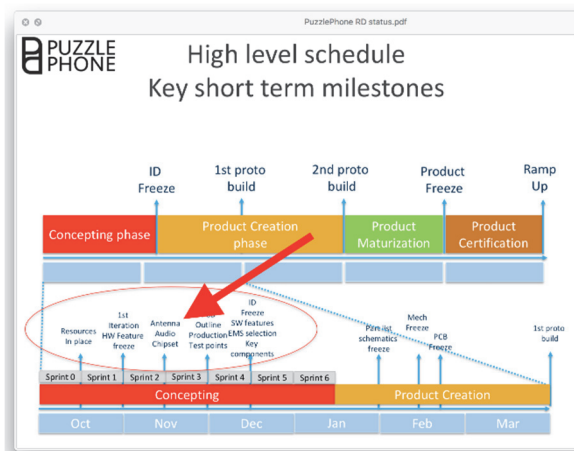 PuzzlePhone RD status.pdf
PUZZLE
PHONE
High level schedule
Key short term milestones
ID
Freeze
1st proto
build
2nd proto
build
Product
Freeze
Ramp
Up
Concepting phase
Product Creation
phase
Product
Maturization
Product
Certification
Resources
In place
1st
Iteration
HW Feature
freeze
Antenna
Audio
Chipset
Outline
Production
Test points
ID
Freeze
SW features
EMS selection
Key
components
schematics
freeze
Mech
Freeze
PCB
Freeze
1st proto
build
Sprint 0
Sprint 1
Sprint 2
Sprint 3
Sprint 4
Sprint 5
Sprint 6
Concepting
Product Creation
Oct
Nov
Dec
Jan
Feb
Mar